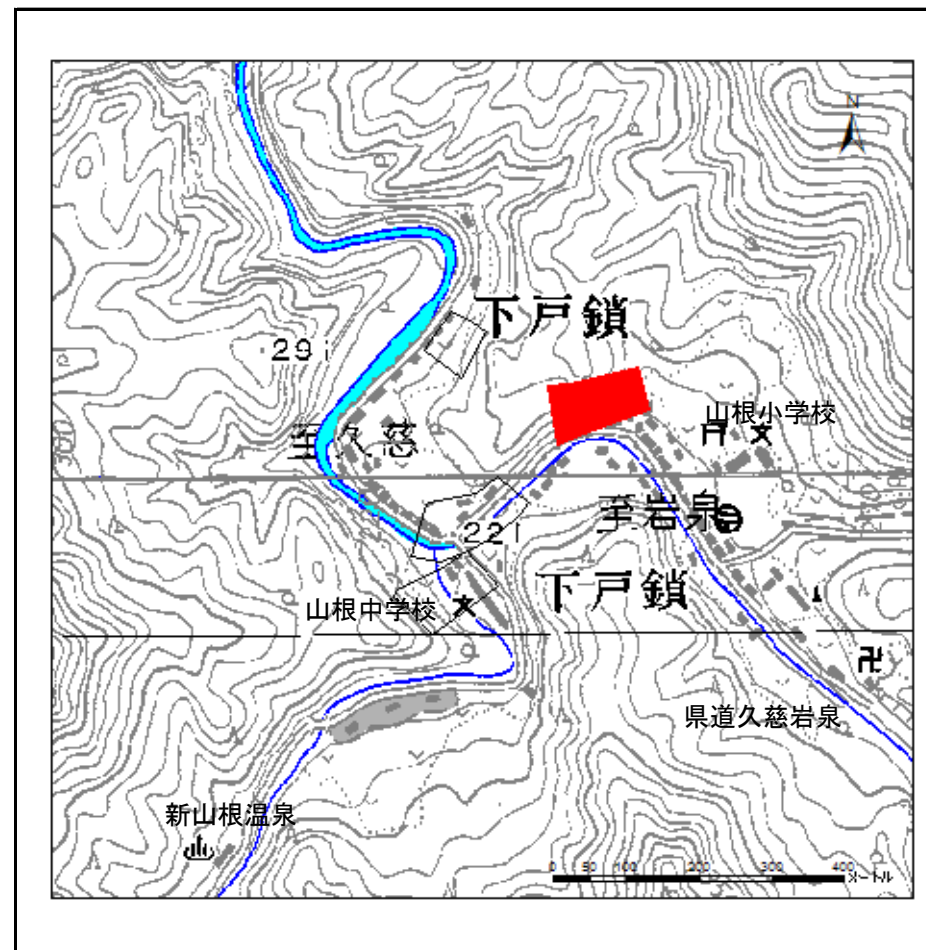 N
下戸鎖
291
山根小学校
至久慈
至岩泉
221
下戸鎖
山根中学校
県道久慈岩泉
新山根温泉
0 50 100 200 300 400
メートル